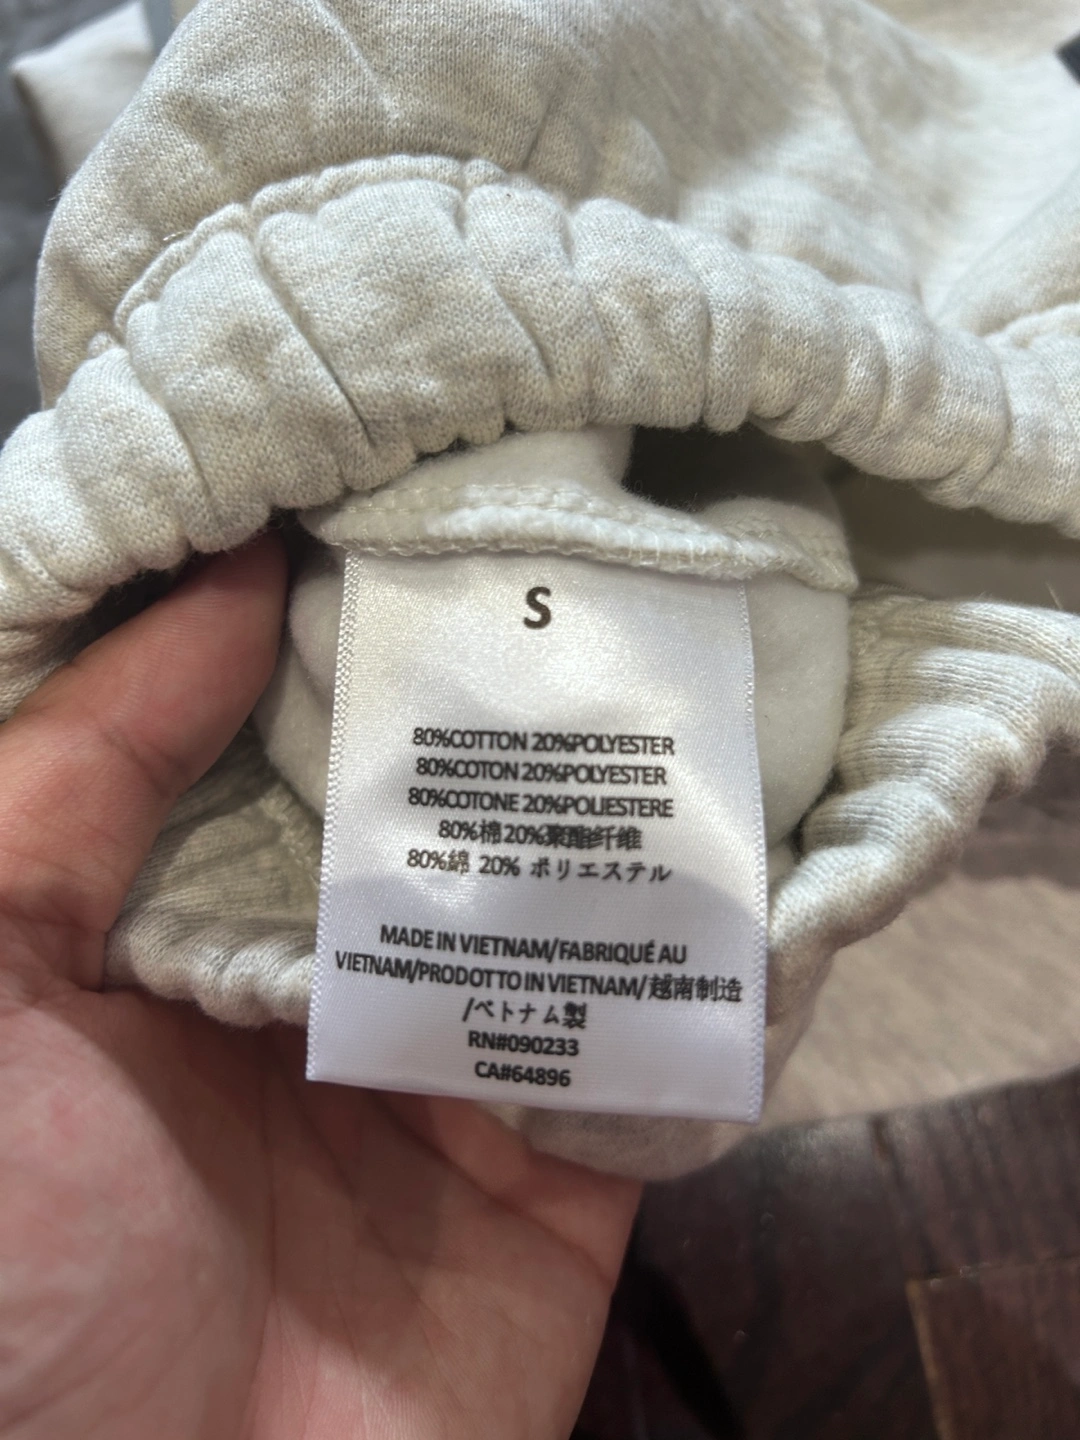 S
80%COTTON 20%POLYESTER
80%COTON 20%POLYESTER
80%COTONE 20%POLIESTERE
80%棉20%聚酯纤维
80%綿 20% ポリエステル
MADE IN VIETNAM/FABRIQUÉ AU
VIETNAM/PRODOTTO IN VIETNAM/越南制造
/ベトナム製
RN#090233
CA#64896